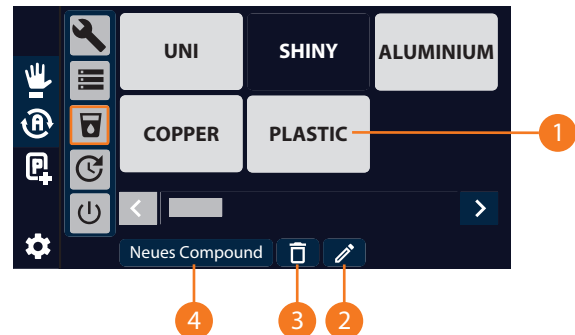 UNI
SHINY
ALUMINIUM
A
COPPER
PLASTIC
1
P
Neues Compound
4
3
2